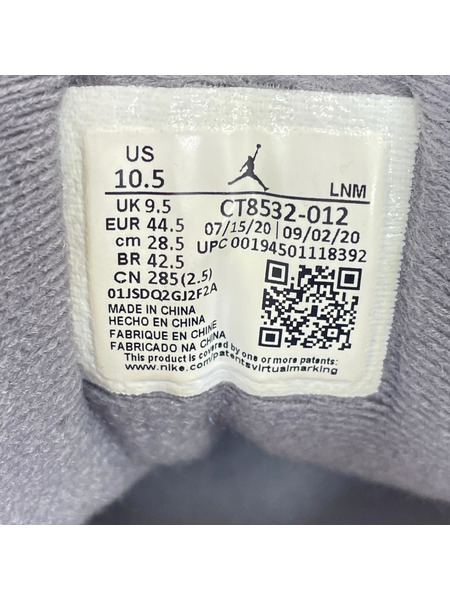 US
10.5
LNM
UK 9.5
CT8532-012
EUR 44.5
07/15/20 | 09/02/20
cm 28.5
UPC 00194501118392
BR 42.5
CN 285(2.5)
01JSDQ2GJ2F2A
MADE IN CHINA
HECHO EN CHINA
FABRIQUE EN CHINE
FABRICADO NA CHINA
This product is covered by one or more patents:
www.nike.com/patentsvirtualmarking